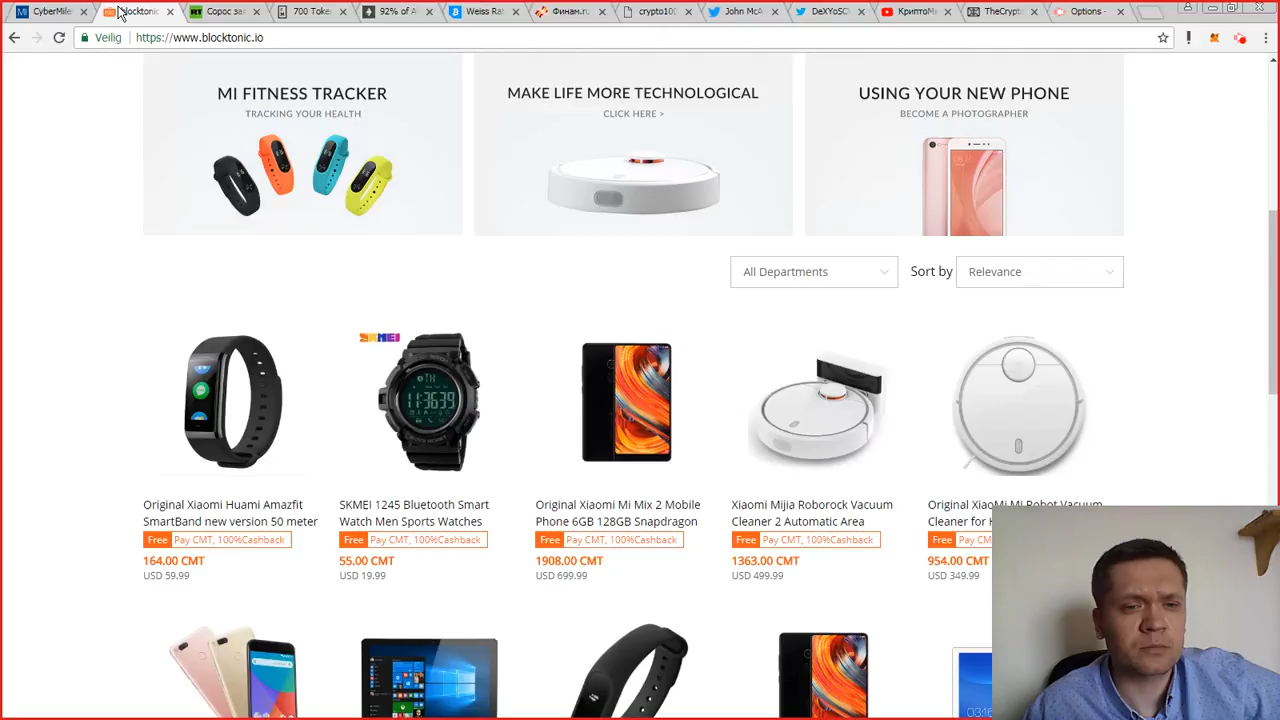 CyberMile
blocktonic
Сорос за
700 Toke
92% of A
Weiss Ra
Финам.ru
crypto100
John McA
DeXYoSC
КриптоМ
TheCrypt
Options -
Veilig
https://www.blocktonic.io
MI FITNESS TRACKER
TRACKING YOUR HEALTH
MAKE LIFE MORE TECHNOLOGICAL
CLICK HERE >
USING YOUR NEW PHONE
BECOME A PHOTOGRAPHER
All Departments
Sort by
Relevance
SKMEI
Original Xiaomi Huami Amazfit
SmartBand new version 50 meter
Free Pay CMT, 100%Cashback
164.00 CMT
USD 59.99
SKMEI 1245 Bluetooth Smart
Watch Men Sports Watches
Free Pay CMT, 100%Cashback
55.00 CMT
USD 19.99
Original Xiaomi Mi Mix 2 Mobile
Phone 6GB 128GB Snapdragon
Free Pay CMT, 100%Cashback
1908.00 CMT
USD 699.99
Xiaomi Mijia Roborock Vacuum
Cleaner 2 Automatic Area
Free Pay CMT, 100%Cashback
1363.00 CMT
USD 499.99
Original XiaoMi MI Robot Vacuum
Cleaner for
Free Pay CM
954.00 CMT
USD 349.99